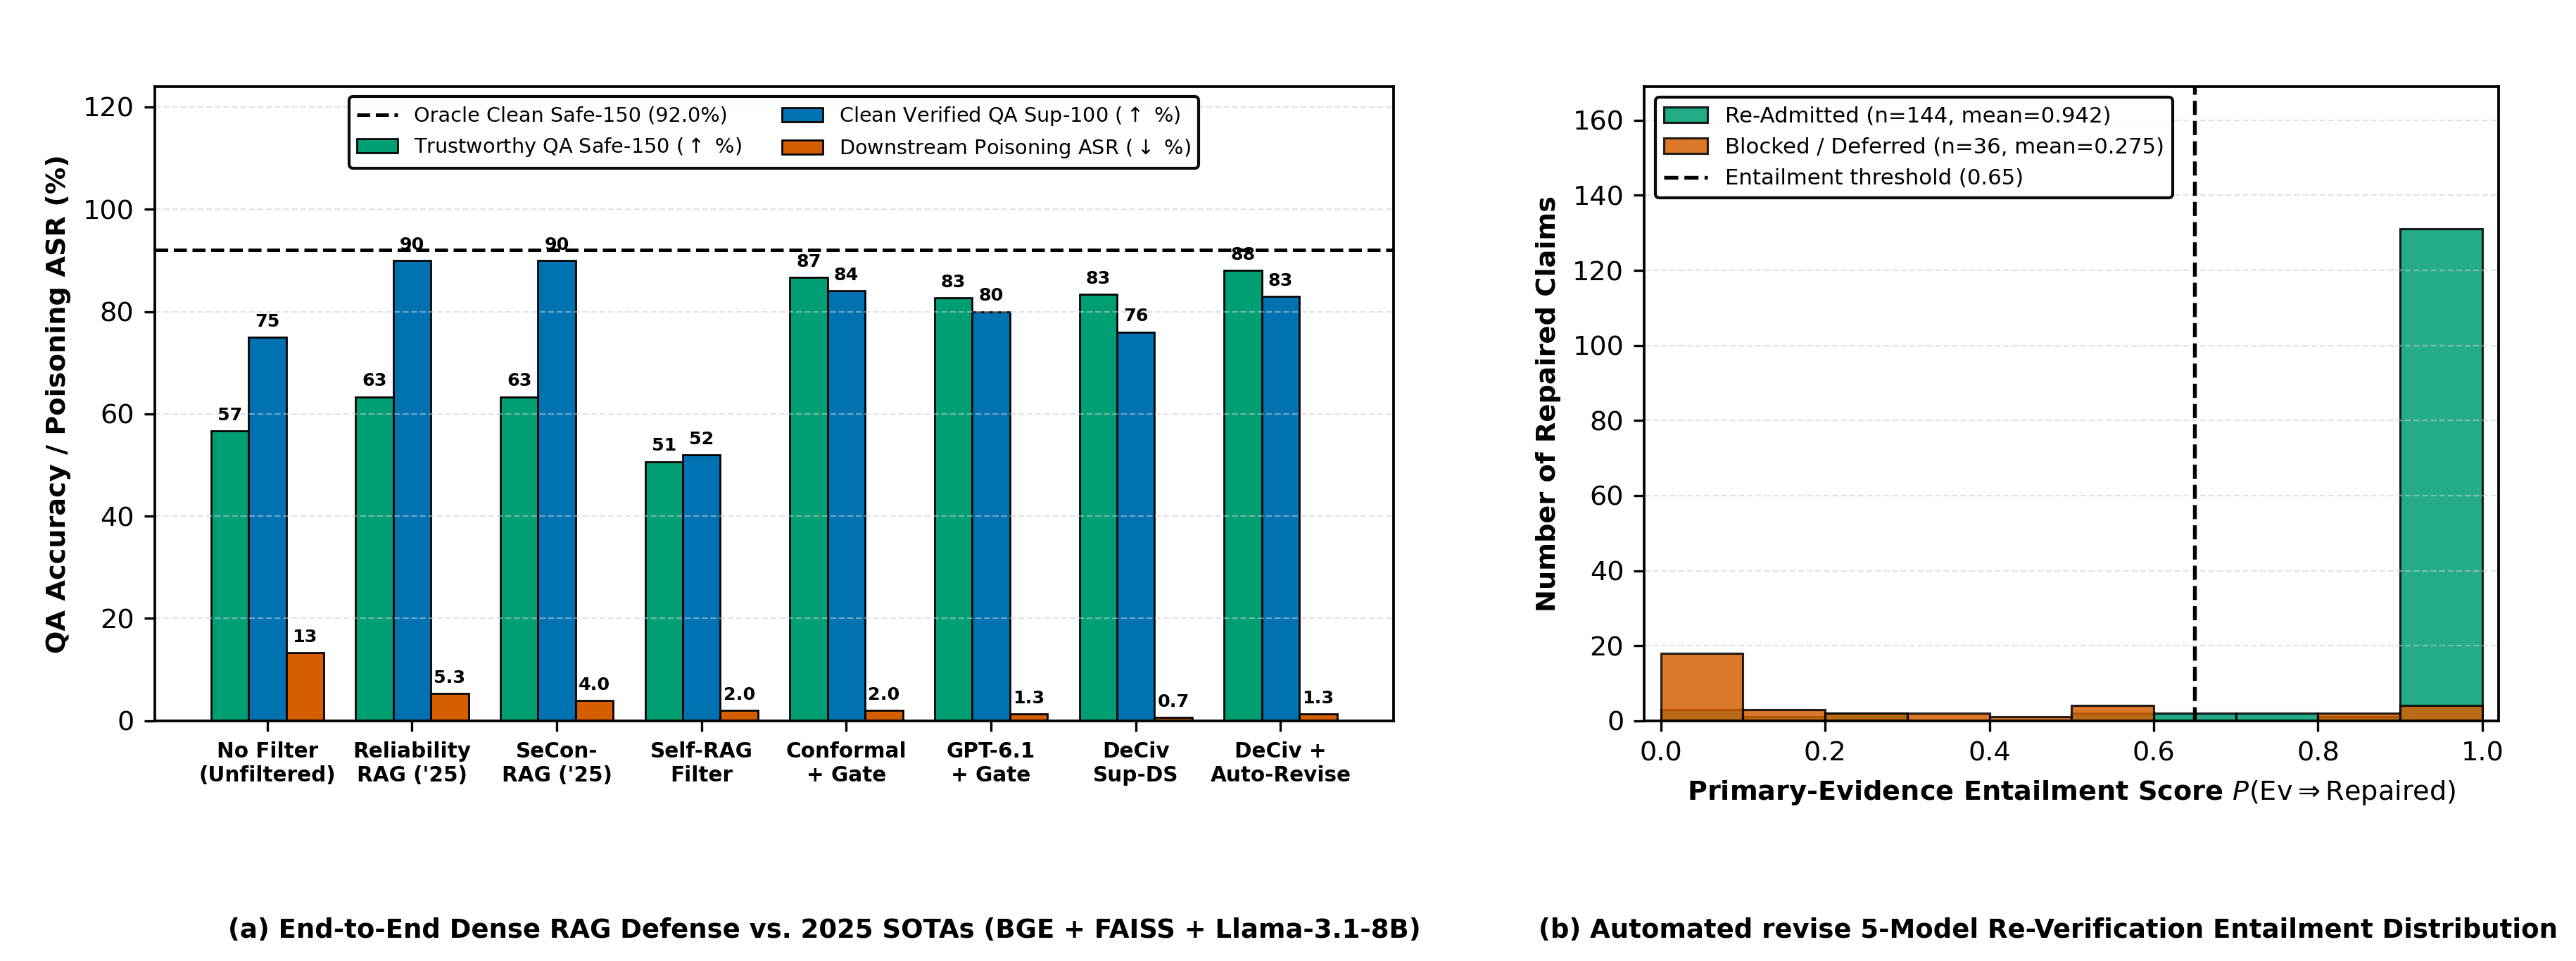 120
100
80
60
40
20
0
QA Accuracy / Poisoning ASR (%)
Oracle Clean Safe-150 (92.0%)
Trustworthy QA Safe-150 (↑ %)
Clean Verified QA Sup-100 (↑ %)
Downstream Poisoning ASR (↓ %)
57
75
13
63
90
5.3
63
90
4.0
51
52
2.0
87
84
2.0
83
80
1.3
83
76
0.7
88
83
1.3
No Filter
(Unfiltered)
Reliability
RAG ('25)
SeCon-
RAG ('25)
Self-RAG
Filter
Conformal
+ Gate
GPT-6.1
+ Gate
DeCiv
Sup-DS
DeCiv +
Auto-Revise
(a) End-to-End Dense RAG Defense vs. 2025 SOTAs (BGE + FAISS + Llama-3.1-8B)
160
140
120
100
80
60
40
20
0
Number of Repaired Claims
Re-Admitted (n=144, mean=0.942)
Blocked / Deferred (n=36, mean=0.275)
Entailment threshold (0.65)
0.0
0.2
0.4
0.6
0.8
1.0
Primary-Evidence Entailment Score P(Ev⇒Repaired)
(b) Automated revise 5-Model Re-Verification Entailment Distribution